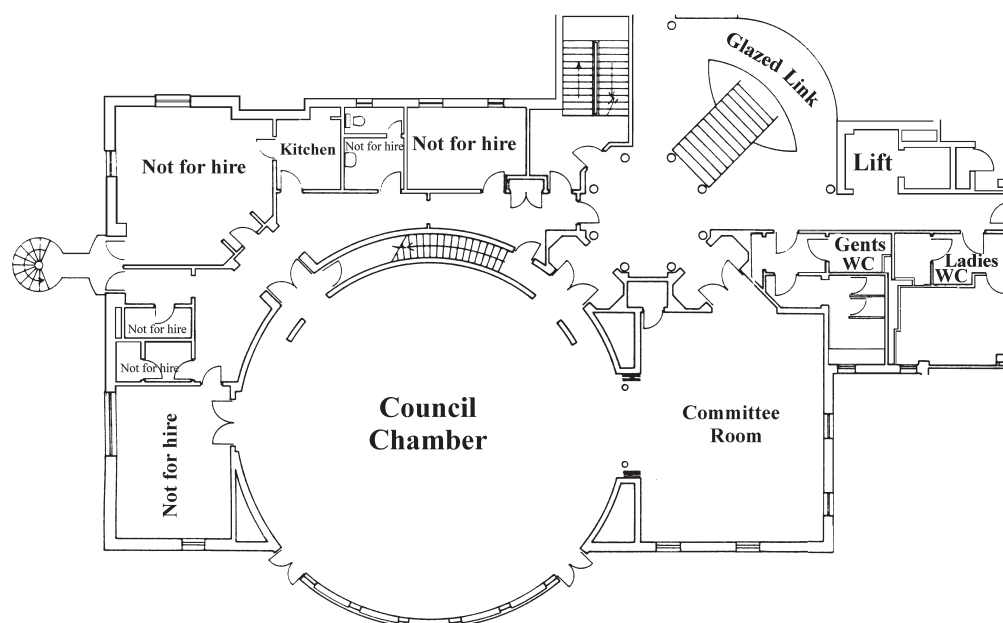 Glazed Link
Not for hire
Kitchen
Not for hire
Not for hire
Lift
Gents
WC
Ladies
WC
Not for hire
Not for hire
Council
Chamber
Committee
Room
Not for hire